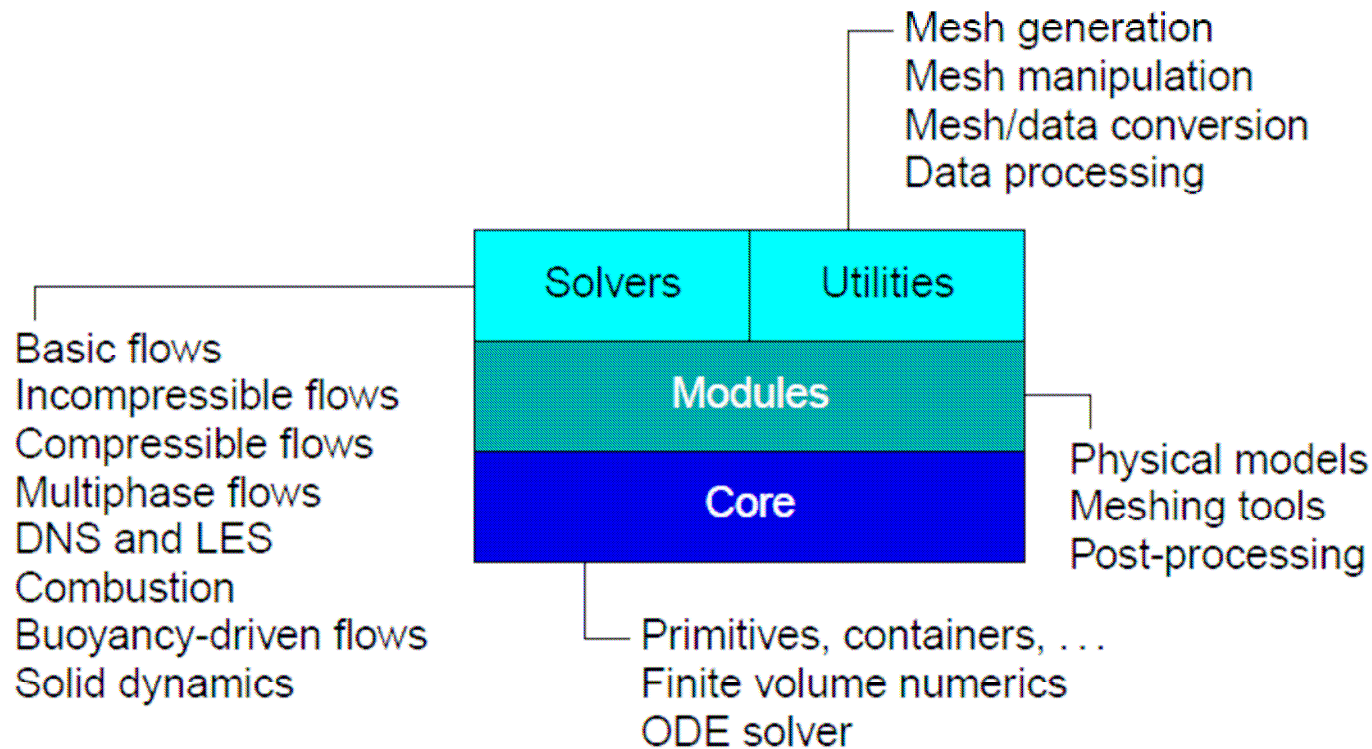 Mesh generation
Mesh manipulation
Mesh/data conversion
Data processing
Solvers
Utilities
Basic flows
Incompressible flows
Compressible flows
Multiphase flows
DNS and LES
Combustion
Buoyancy-driven flows
Solid dynamics
Modules
Physical models
Meshing tools
Post-processing
Core
Primitives, containers, ...
Finite volume numerics
ODE solver